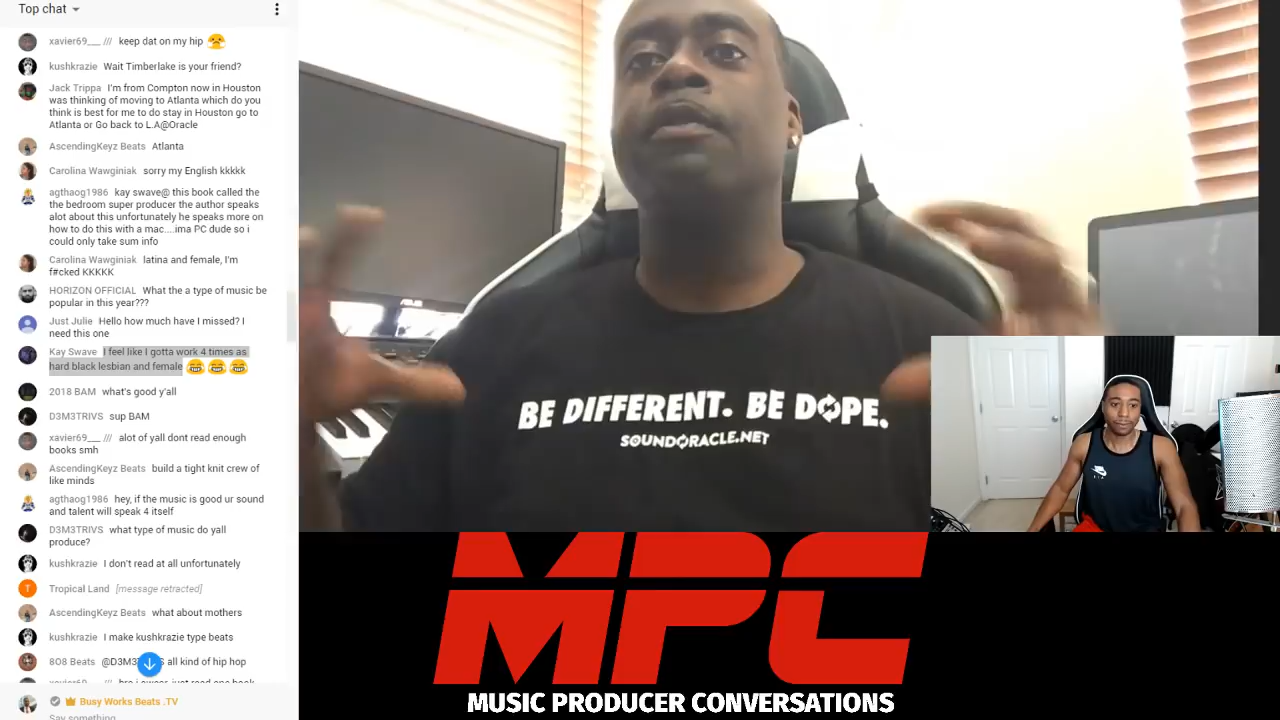 Top chat
xavier69___ /// keep dat on my hip
kushkrazie Wait Timberlake is your friend?
Jack Trippa I'm from Compton now in Houston
was thinking of moving to Atlanta which do you
think is best for me to do stay in Houston go to
Atlanta or Go back to L.A@Oracle
AscendingKeyz Beats Atlanta
Carolina Wawginiak sorry my English kkkkk
agthaog1986 kay swave@ this book called the
the bedroom super producer the author speaks
alot about this unfortunately he speaks more on
how to do this with a mac....ima PC dude so i
could only take sum info
Carolina Wawginiak latina and female, I'm
f#cked KKKKK
HORIZON OFFICIAL What the a type of music be
popular in this year???
Just Julie Hello how much have I missed? I
need this one
Kay Swave I feel like I gotta work 4 times as
hard black lesbian and female
2018 BAM what's good y'all
D3M3TRIVS sup BAM
xavier69___ /// alot of yall dont read enough
books smh
AscendingKeyz Beats build a tight knit crew of
like minds
agthaog1986 hey, if the music is good ur sound
and talent will speak 4 itself
D3M3TRIVS what type of music do yall
produce?
kushkrazie I don't read at all unfortunately
T Tropical Land [message retracted]
AscendingKeyz Beats what about mothers
kushkrazie I make kushkrazie type beats
808 Beats all kind of hip hop
Busy Works Beats .TV
Say something
ASUS
BE DIFFERENT. BE DOPE.
SOUNDORACLE.NET
MPC
MUSIC PRODUCER CONVERSATIONS